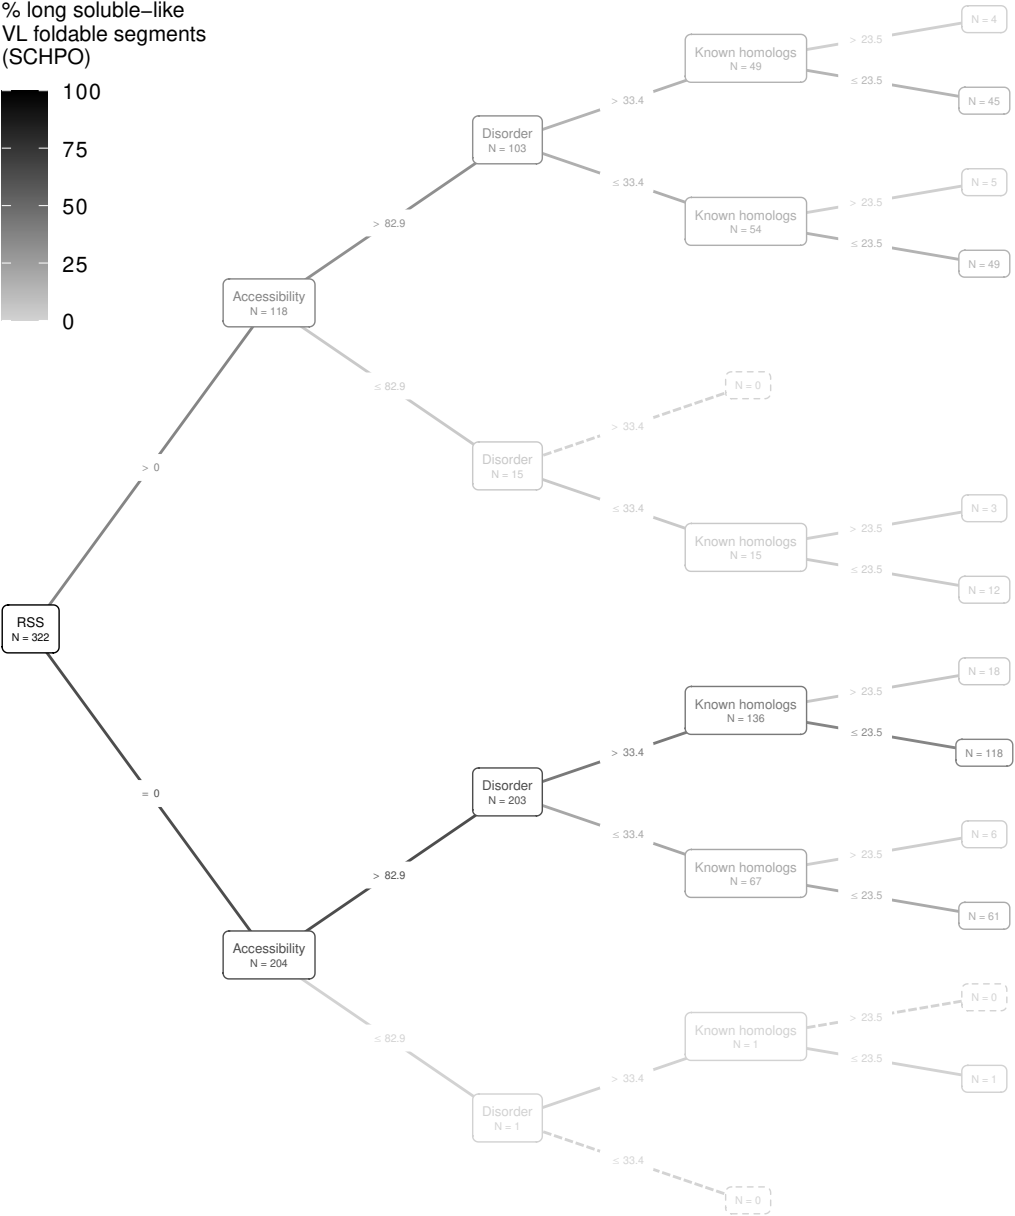 % long soluble−like
VL foldable segments
(SCHPO)
100
75
50
25
0
N = 4
> 23.5
Known homologs
N = 49
≤ 23.5
N = 45
> 33.4
Disorder
N = 103
≤ 33.4
N = 5
> 23.5
Known homologs
N = 54
≤ 23.5
N = 49
> 82.9
Accessibility
N = 118
≤ 82.9
N = 0
> 33.4
Disorder
N = 15
≤ 33.4
N = 3
> 23.5
Known homologs
N = 15
≤ 23.5
N = 12
> 0
RSS
N = 322
= 0
N = 18
> 23.5
Known homologs
N = 136
≤ 23.5
N = 118
> 33.4
Disorder
N = 203
≤ 33.4
N = 6
> 23.5
Known homologs
N = 67
≤ 23.5
N = 61
> 82.9
Accessibility
N = 204
≤ 82.9
N = 0
> 23.5
Known homologs
N = 1
≤ 23.5
N = 1
> 33.4
Disorder
N = 1
≤ 33.4
N = 0